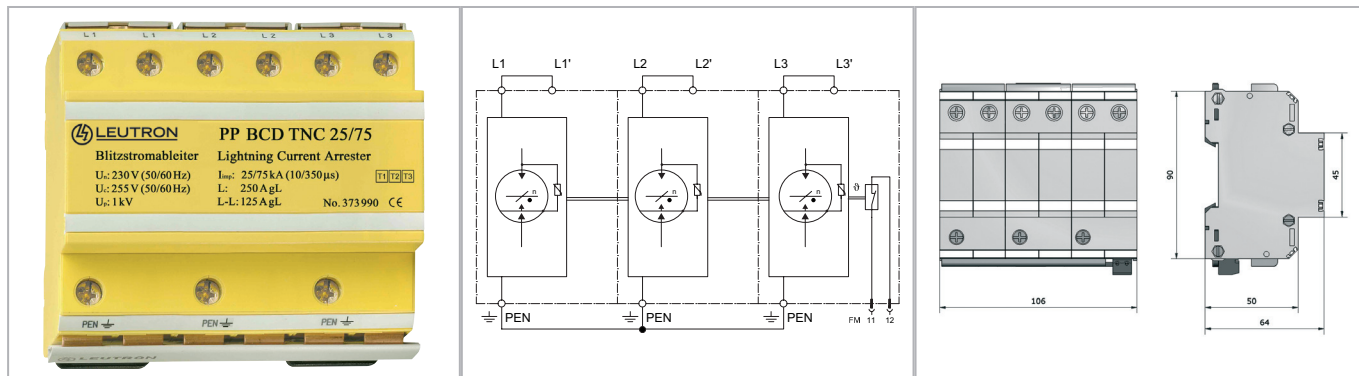 L1 L1 L2 L2 L3 L3
LEUTRON PP BCD TNC 25/75
Blitzstromableiter Lightning Current Arrester
Un: 230 V (50/60 Hz) Iimp: 25/75 kA (10/350 µs) T1 T2 T3
Uc: 255 V (50/60 Hz) L: 250 A gL
Up: 1 kV L-L: 125 A gL No. 373 990 CE
PEN PEN PEN
LEUTRON
L1 L1' L2 L2' L3 L3'
n n n ϑ
PEN PEN PEN FM 11 12
90 45
106
50
64